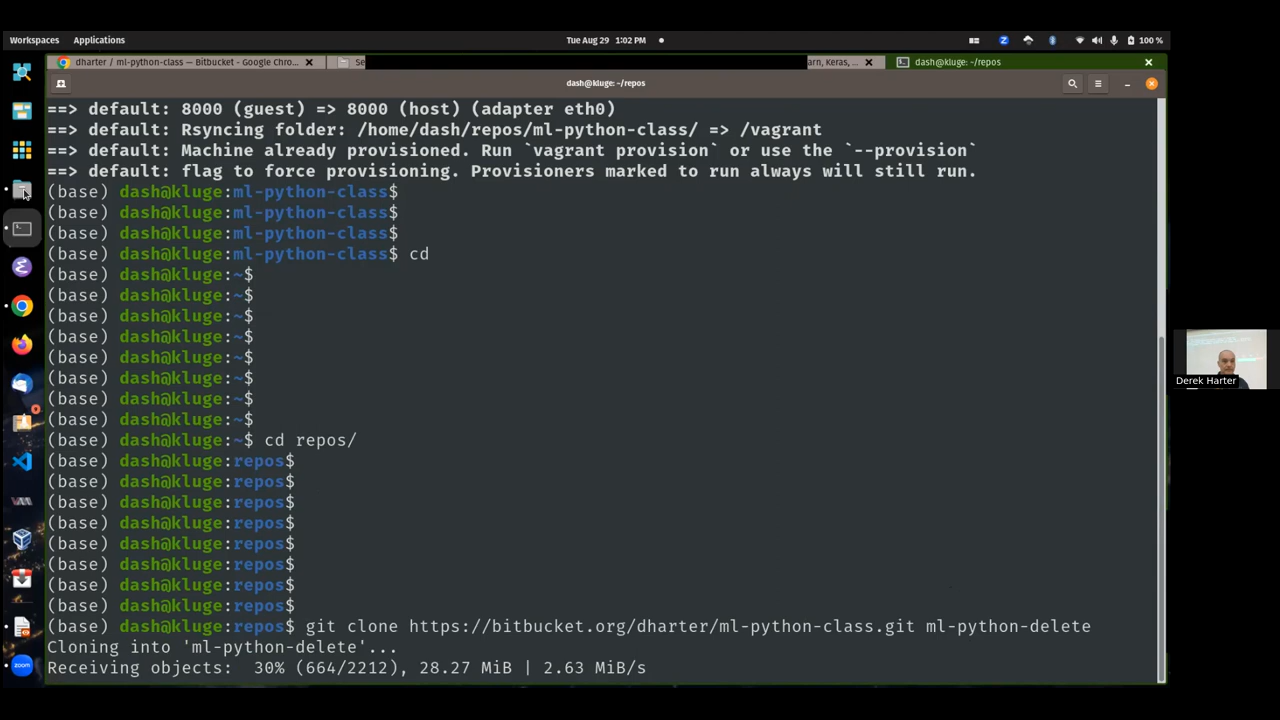 Workspaces Applications Tue Aug 29 1:02 PM 100 %
dharter / ml-python-class — Bitbucket - Google Chro... Se arn, Keras, ... dash@kluge: ~/repos
dash@kluge: ~/repos
==> default: 8000 (guest) => 8000 (host) (adapter eth0)
==> default: Rsyncing folder: /home/dash/repos/ml-python-class/ => /vagrant
==> default: Machine already provisioned. Run `vagrant provision` or use the `--provision`
==> default: flag to force provisioning. Provisioners marked to run always will still run.
(base) dash@kluge:ml-python-class$
(base) dash@kluge:ml-python-class$
(base) dash@kluge:ml-python-class$
(base) dash@kluge:ml-python-class$ cd
(base) dash@kluge:~$
(base) dash@kluge:~$
(base) dash@kluge:~$
(base) dash@kluge:~$
(base) dash@kluge:~$
(base) dash@kluge:~$
(base) dash@kluge:~$
(base) dash@kluge:~$
(base) dash@kluge:~$ cd repos/
(base) dash@kluge:repos$
(base) dash@kluge:repos$
(base) dash@kluge:repos$
(base) dash@kluge:repos$
(base) dash@kluge:repos$
(base) dash@kluge:repos$
(base) dash@kluge:repos$
(base) dash@kluge:repos$
(base) dash@kluge:repos$ git clone https://bitbucket.org/dharter/ml-python-class.git ml-python-delete
Cloning into 'ml-python-delete'...
Receiving objects:  30% (664/2212), 28.27 MiB | 2.63 MiB/s
Derek Harter
zoom